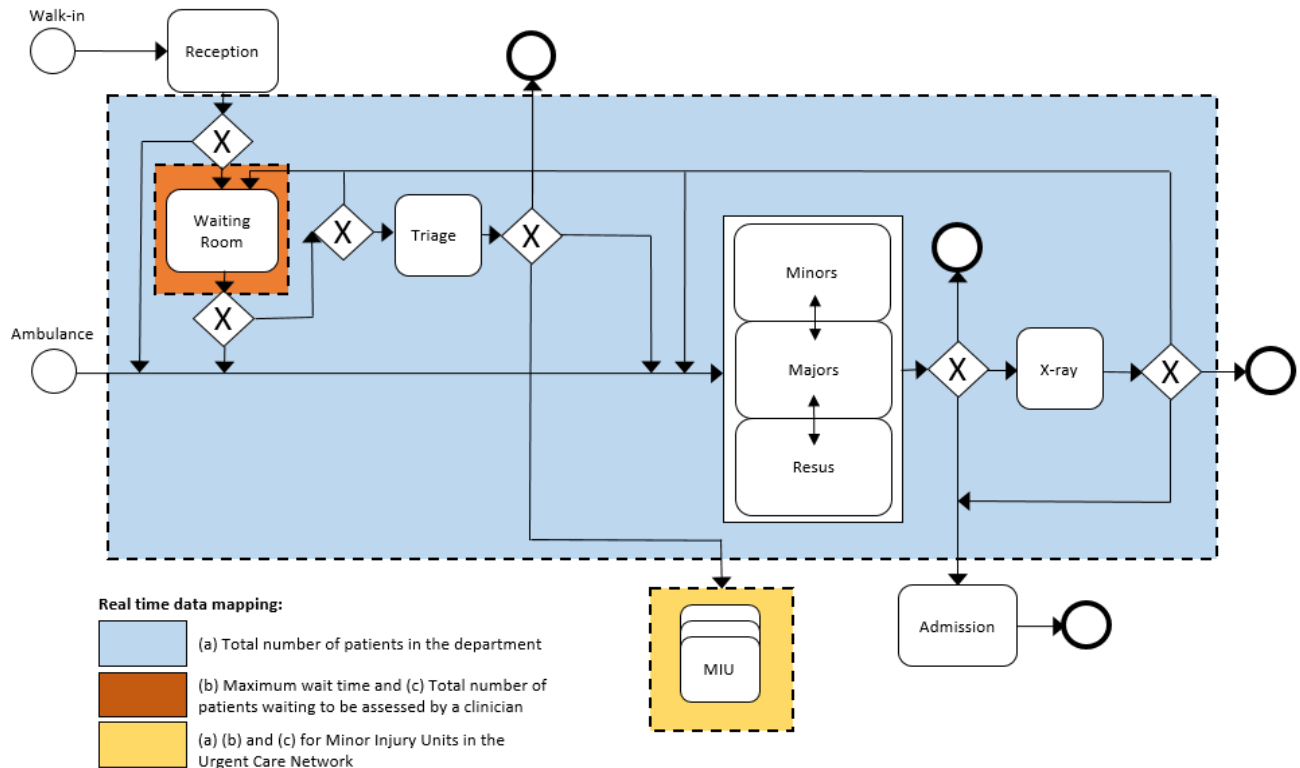 Walk-in
Reception
X
Waiting
Room
X
Triage
X
X
Ambulance
Minors
Majors
Resus
X
X-ray
X
Real time data mapping:
(a) Total number of patients in the department
(b) Maximum wait time and (c) Total number of
patients waiting to be assessed by a clinician
(a) (b) and (c) for Minor Injury Units in the
Urgent Care Network
MIU
Admission